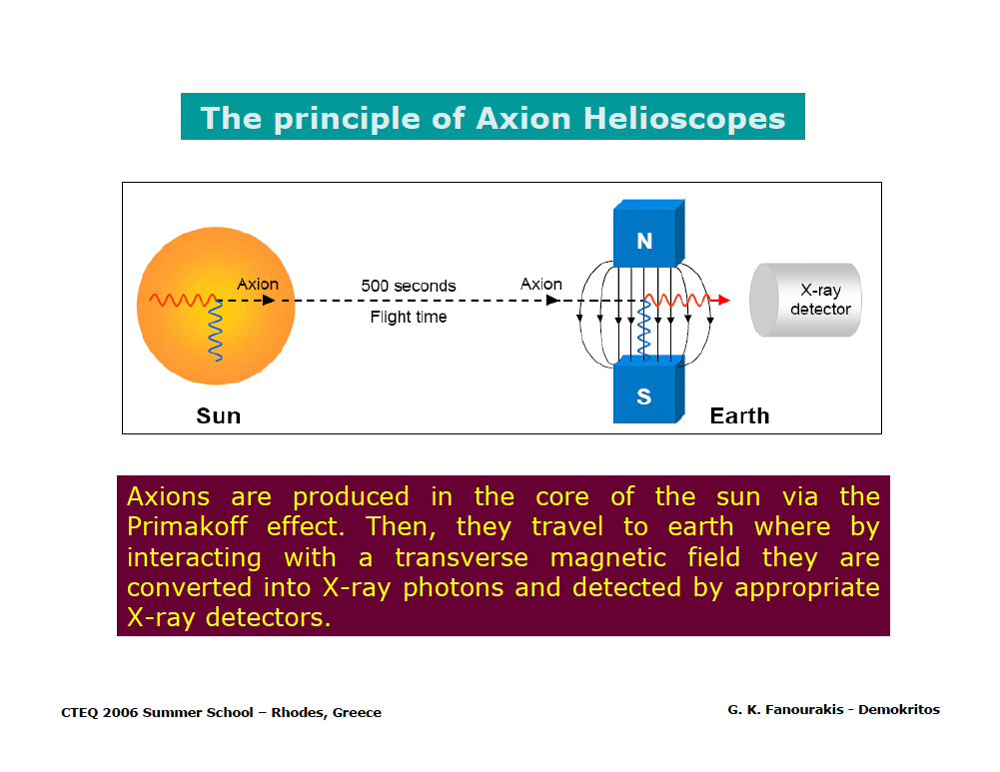 The principle of Axion Helioscopes
Axion
500 seconds
Flight time
Axion
N
S
X-ray
detector
Sun
Earth
Axions are produced in the core of the sun via the
Primakoff effect. Then, they travel to earth where by
interacting with a transverse magnetic field they are
converted into X-ray photons and detected by appropriate
X-ray detectors.
CTEQ 2006 Summer School – Rhodes, Greece
G. K. Fanourakis - Demokritos